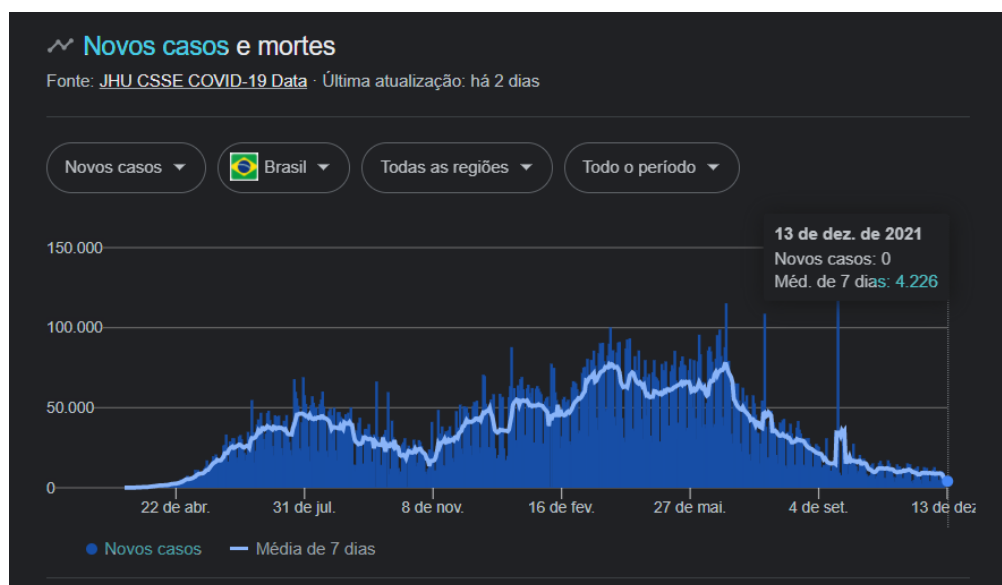 Novos casos e mortes
Fonte: JHU CSSE COVID-19 Data · Última atualização: há 2 dias
Novos casos
Brasil
Todas as regiões
Todo o período
13 de dez. de 2021
Novos casos: 0
Méd. de 7 dias: 4.226
150.000
100.000
50.000
0
22 de abr. 31 de jul. 8 de nov. 16 de fev. 27 de mai. 4 de set. 13 de dez
Novos casos Média de 7 dias